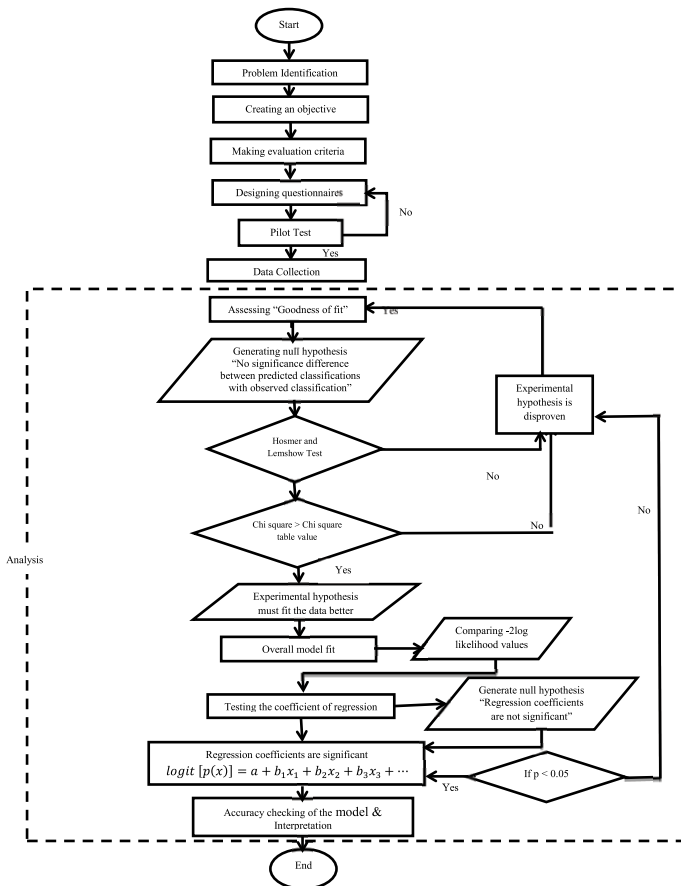 Start
Problem Identification
Creating an objective
Making evaluation criteria
Designing questionnaires
No
Pilot Test
Yes
Data Collection
Assessing “Goodness of fit”
Yes
Generating null hypothesis
“No significance difference
between predicted classifications
with observed classification”
Experimental
hypothesis is
disproven
Hosmer and
Lemshow Test
No
Chi square > Chi square
table value
No
No
Analysis
Yes
Experimental hypothesis
must fit the data better
Comparing -2log
likelihood values
Overall model fit
Generate null hypothesis
“Regression coefficients
are not significant”
Testing the coefficient of regression
Regression coefficients are significant
logit [p(x)] = a + b₁x₁ + b₂x₂ + b₃x₃ + ⋯
If p < 0.05
Yes
Accuracy checking of the model &
Interpretation
End